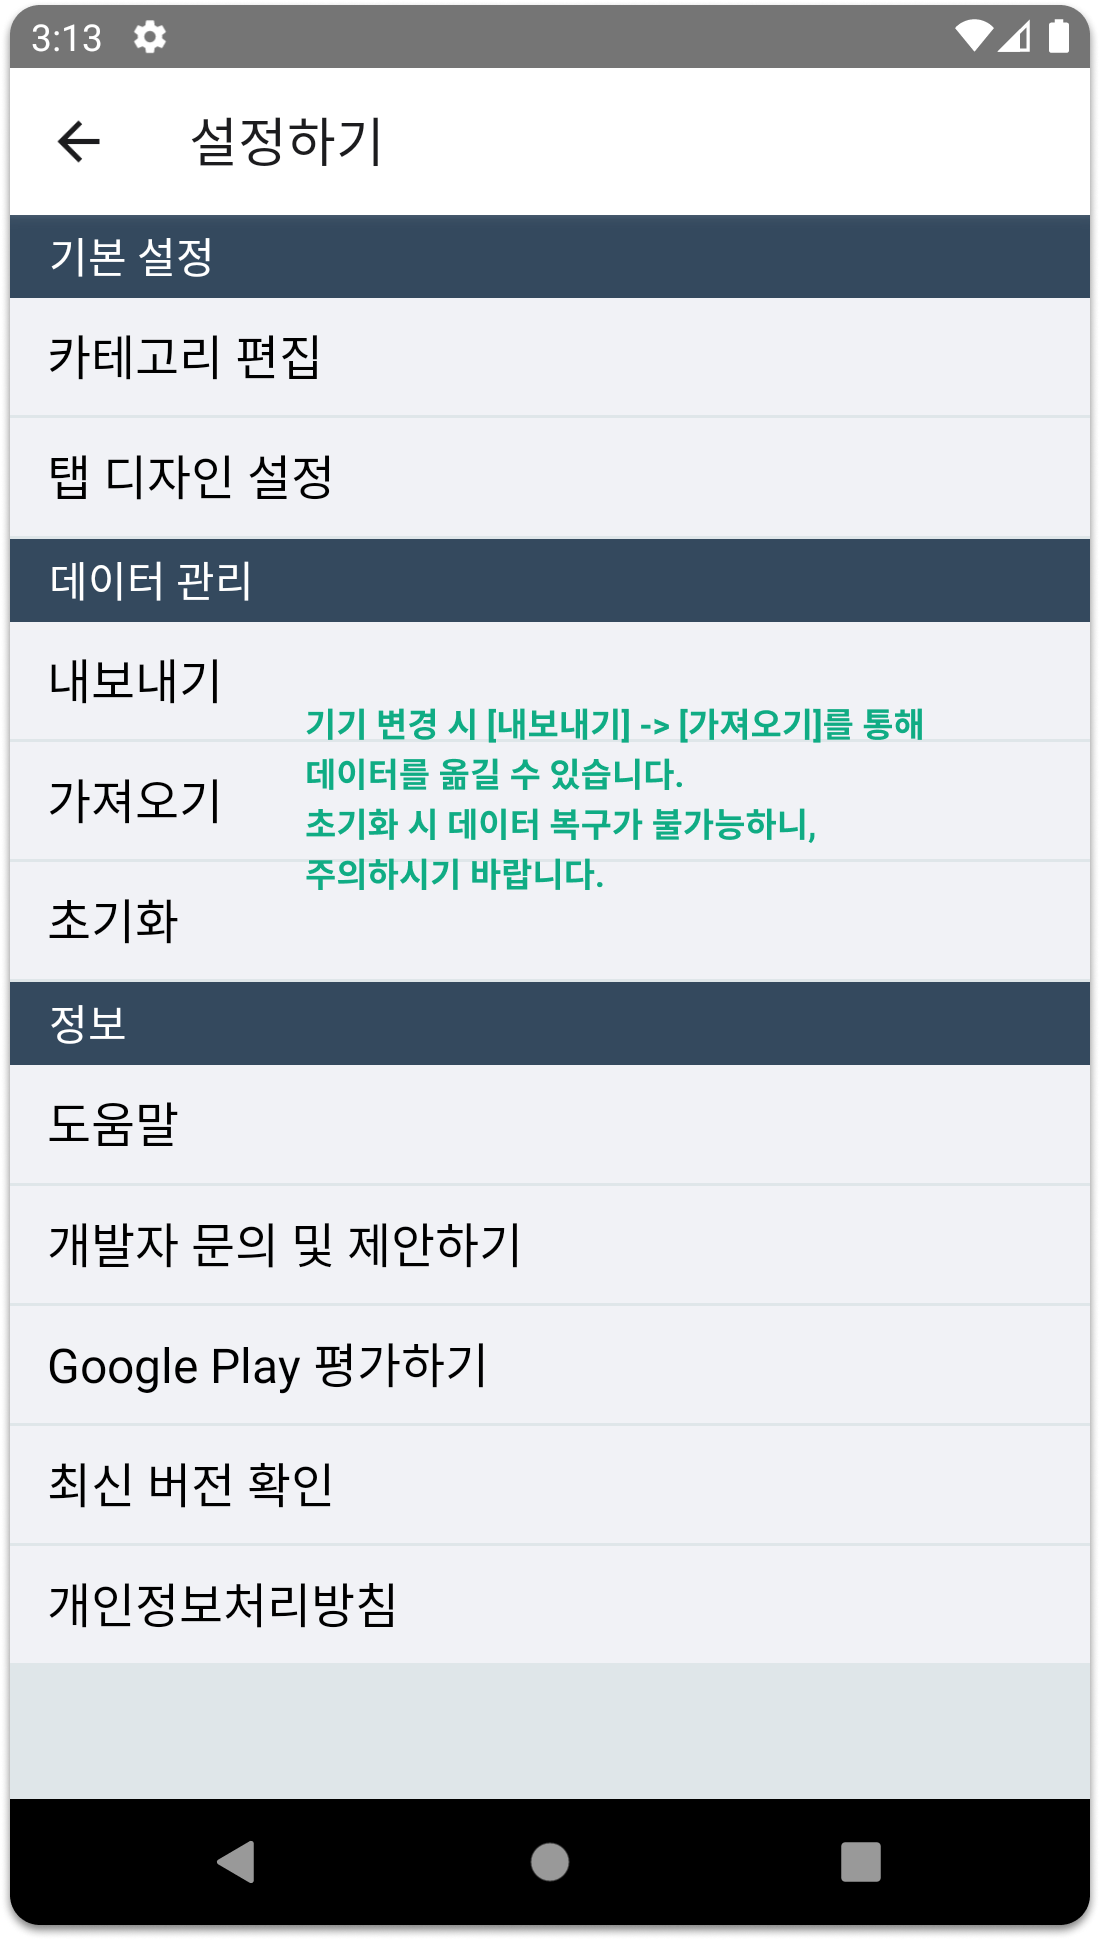 3:13
설정하기
기본 설정
카테고리 편집
탭 디자인 설정
데이터 관리
내보내기
기기 변경 시 [내보내기] -> [가져오기]를 통해
데이터를 옮길 수 있습니다.
가져오기
초기화 시 데이터 복구가 불가능하니,
주의하시기 바랍니다.
초기화
정보
도움말
개발자 문의 및 제안하기
Google Play 평가하기
최신 버전 확인
개인정보처리방침